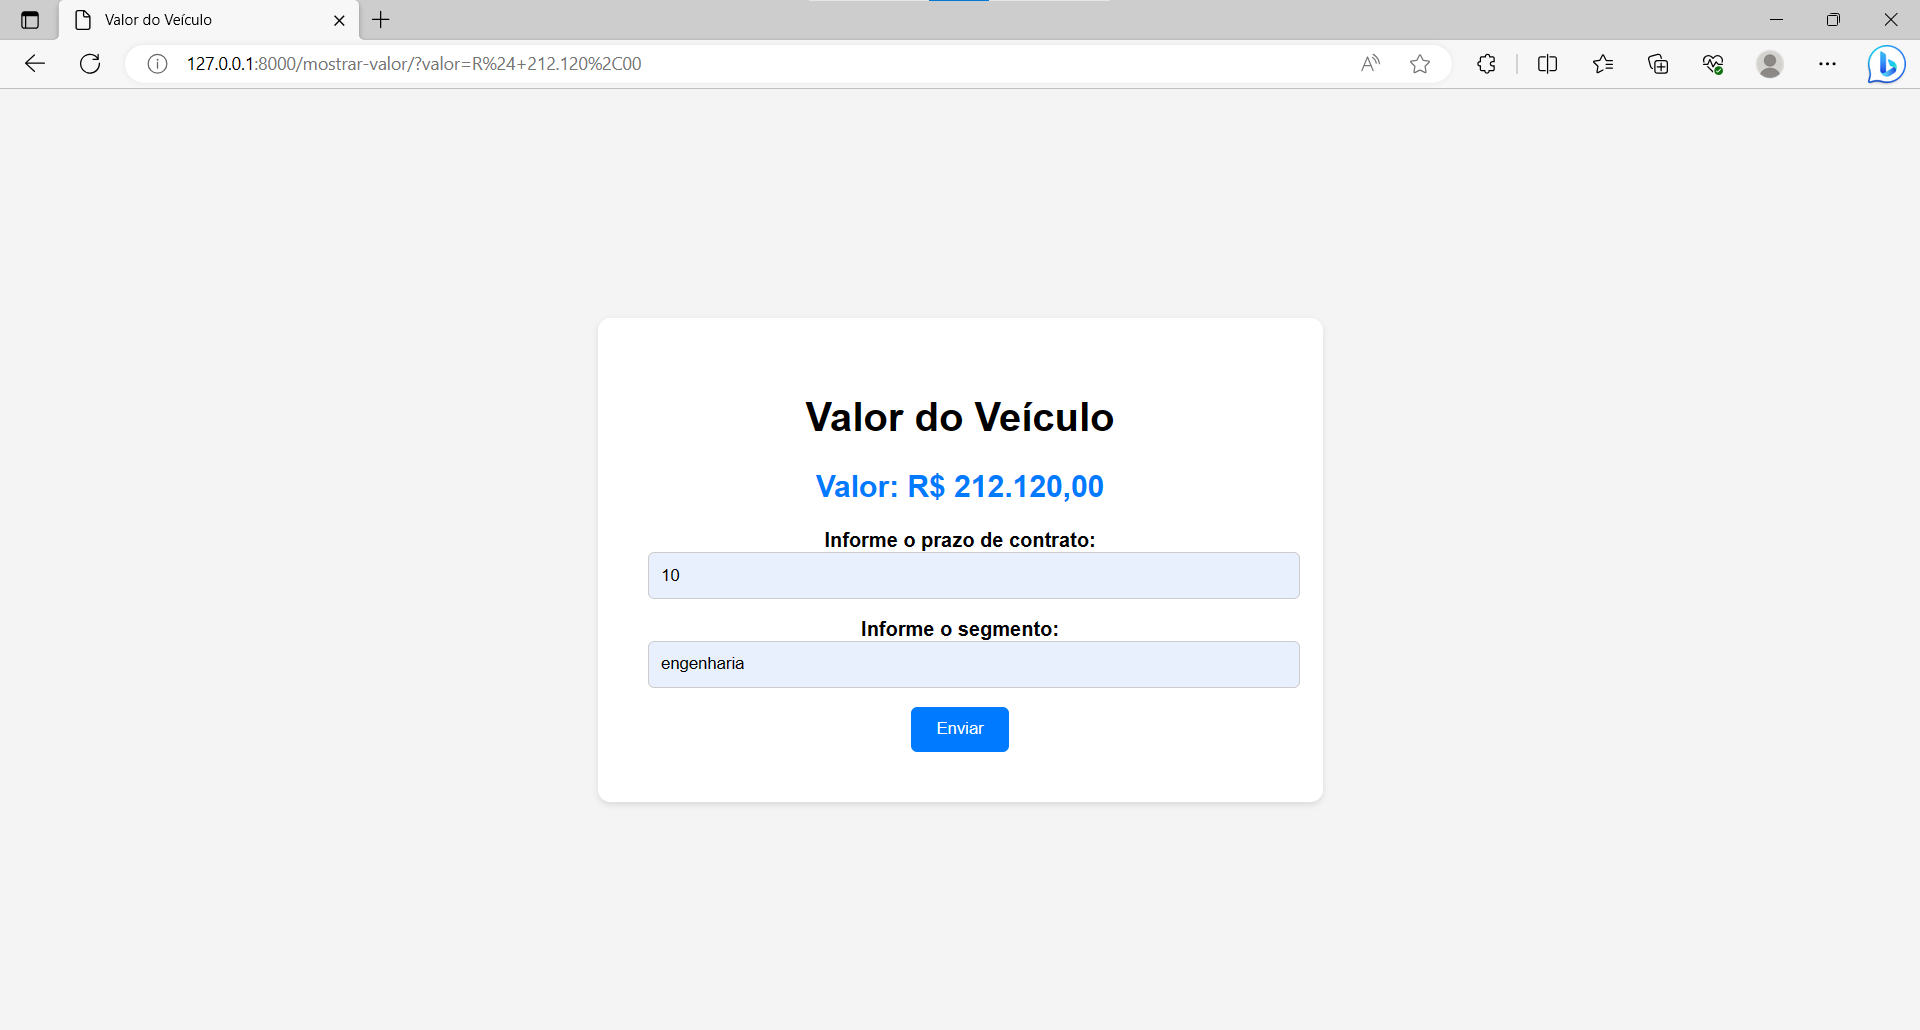 Valor do Veículo
127.0.0.1:8000/mostrar-valor/?valor=R%24+212.120%2C00
Valor do Veículo
Valor: R$ 212.120,00
Informe o prazo de contrato:
10
Informe o segmento:
engenharia
Enviar